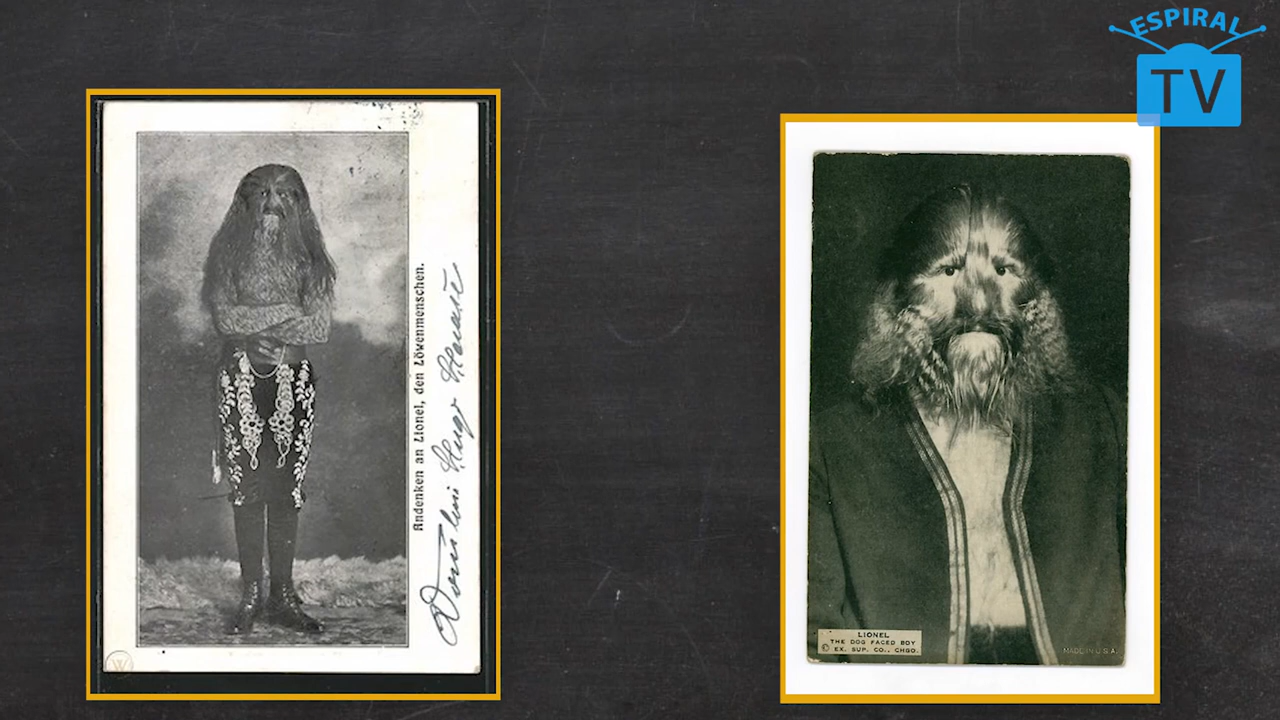 ESPIRAL
TV
Andenken an Lionel, den Löwenmenschen.
LIONEL
THE DOG FACED BOY
© EX. SUP. CO., CHGO.
MADE IN U.S.A.
W